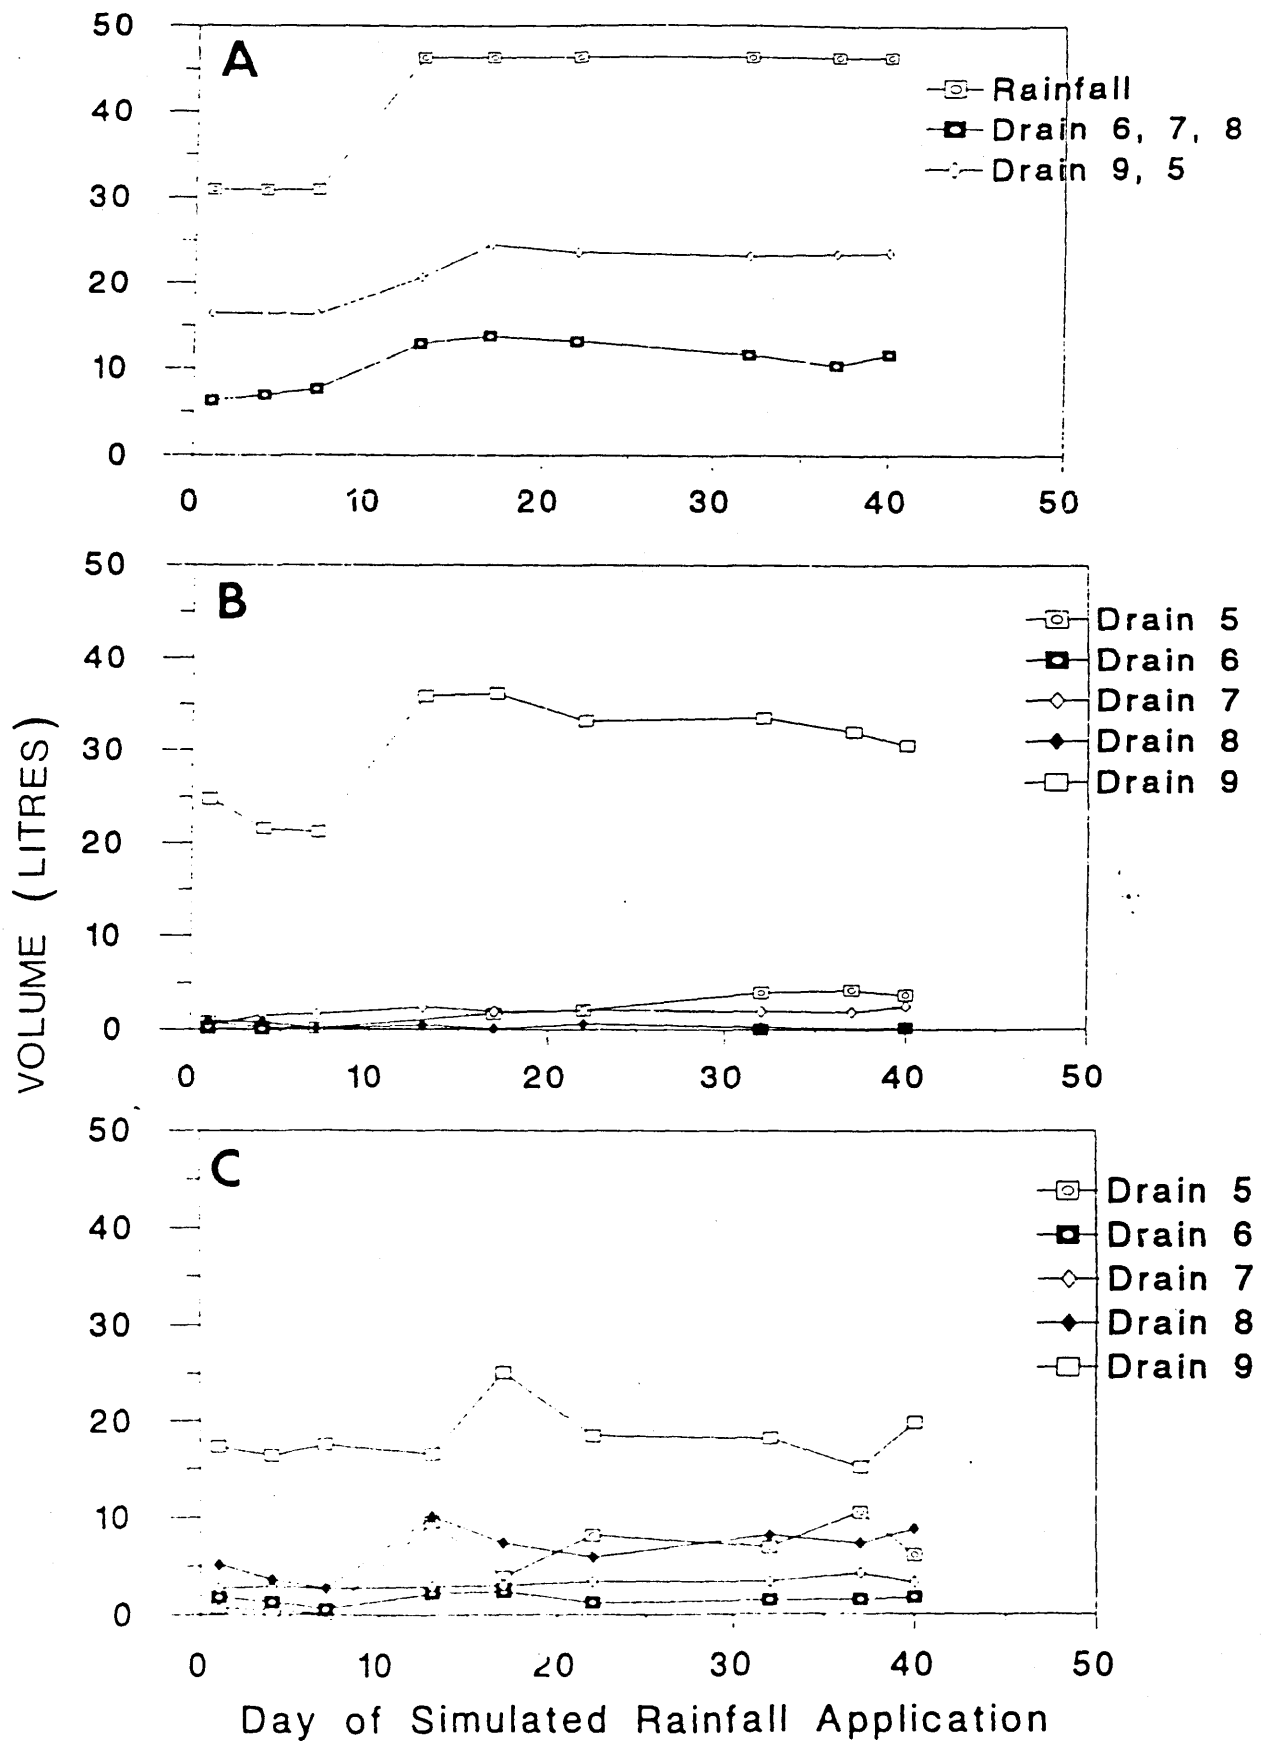 50
A
Rainfall
40
Drain 6, 7, 8
Drain 9, 5
30
20
10
0
0 10 20 30 40 50
50
B
Drain 5
40
Drain 6
Drain 7
30
Drain 8
Drain 9
20
10
0
0 10 20 30 40 50
VOLUME (LITRES)
50
C
Drain 5
40
Drain 6
Drain 7
30
Drain 8
Drain 9
20
10
0
0 10 20 30 40 50
Day of Simulated Rainfall Application